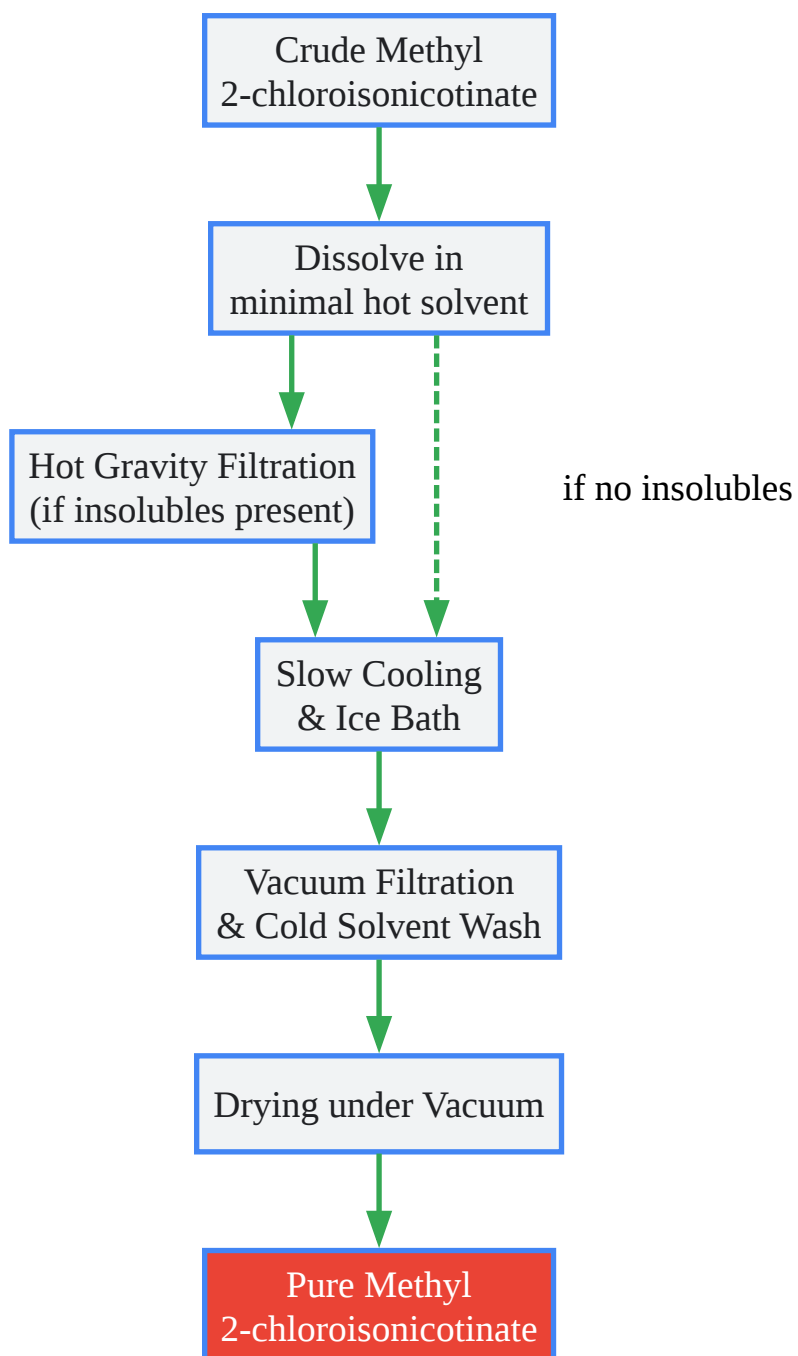 Crude Methyl
2-chloroisonicotinate
Dissolve in
minimal hot solvent
Hot Gravity Filtration
(if insolubles present)
if no insolubles
Slow Cooling
& Ice Bath
Vacuum Filtration
& Cold Solvent Wash
Drying under Vacuum
Pure Methyl
2-chloroisonicotinate